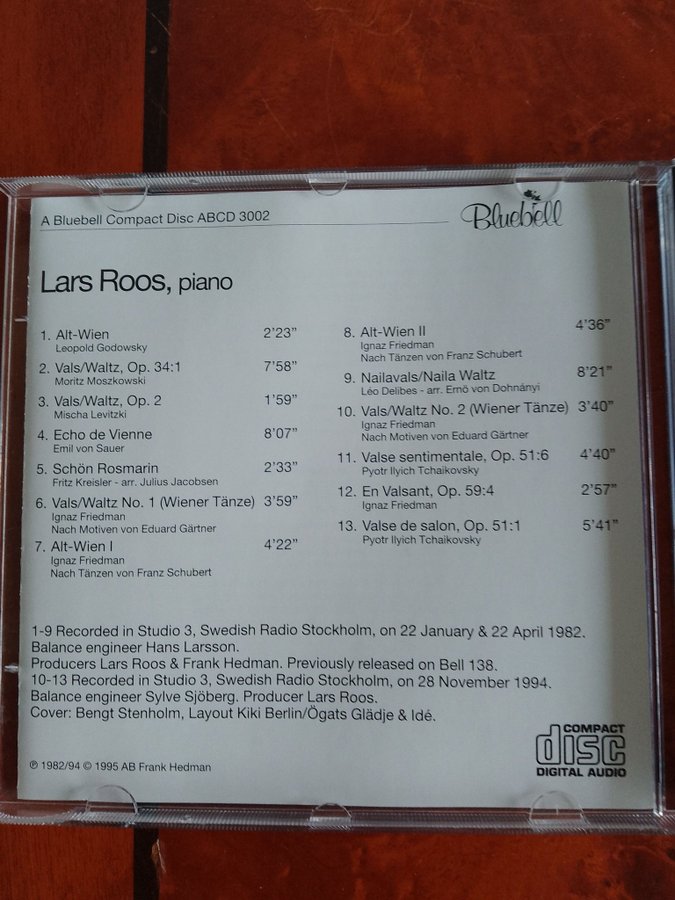 A Bluebell Compact Disc ABCD 3002
Bluebell
Lars Roos, piano
1. Alt-Wien 2’23”
Leopold Godowsky
2. Vals/Waltz, Op. 34:1 7’58”
Moritz Moszkowski
3. Vals/Waltz, Op. 2 1’59”
Mischa Levitzki
4. Echo de Vienne 8’07”
Emil von Sauer
5. Schön Rosmarin 2’33”
Fritz Kreisler - arr. Julius Jacobsen
6. Vals/Waltz No. 1 (Wiener Tänze) 3’59”
Ignaz Friedman
Nach Motiven von Eduard Gärtner
7. Alt-Wien I 4’22”
Ignaz Friedman
Nach Tänzen von Franz Schubert
8. Alt-Wien II 4’36”
Ignaz Friedman
Nach Tänzen von Franz Schubert
9. Nailavals/Naila Waltz 8’21”
Léo Delibes - arr. Ernö von Dohnányi
10. Vals/Waltz No. 2 (Wiener Tänze) 3’40”
Ignaz Friedman
Nach Motiven von Eduard Gärtner
11. Valse sentimentale, Op. 51:6 4’40”
Pyotr Ilyich Tchaikovsky
12. En Valsant, Op. 59:4 2’57”
Ignaz Friedman
13. Valse de salon, Op. 51:1 5’41”
Pyotr Ilyich Tchaikovsky
1-9 Recorded in Studio 3, Swedish Radio Stockholm, on 22 January & 22 April 1982.
Balance engineer Hans Larsson.
Producers Lars Roos & Frank Hedman. Previously released on Bell 138.
10-13 Recorded in Studio 3, Swedish Radio Stockholm, on 28 November 1994.
Balance engineer Sylve Sjöberg. Producer Lars Roos.
Cover: Bengt Stenholm, Layout Kiki Berlin/Ögats Glädje & Idé.
℗ 1982/94 © 1995 AB Frank Hedman
COMPACT
disc
DIGITAL AUDIO